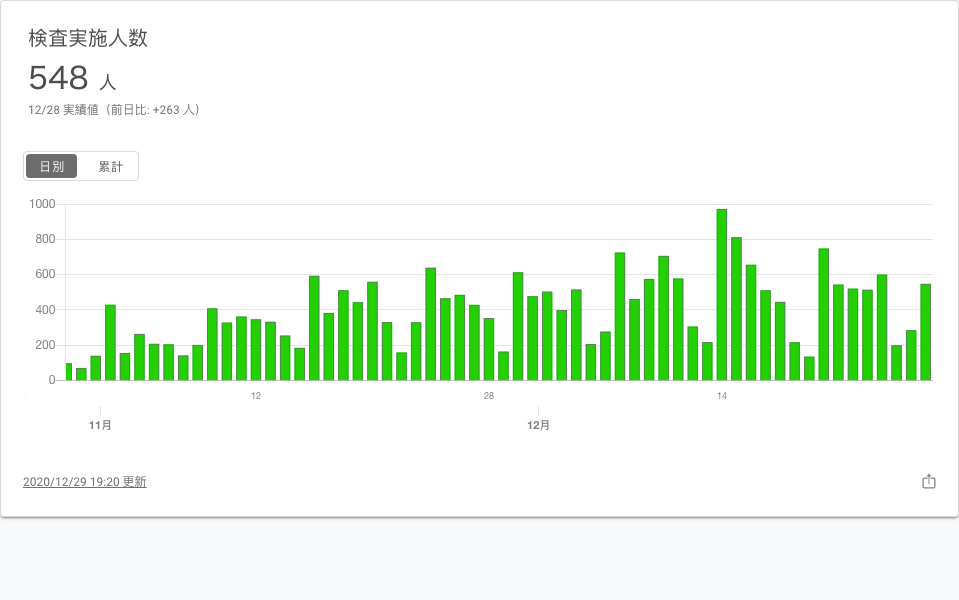 検査実施人数
548 人
12/28 実績値（前日比: +263 人）
日別 累計
1000
800
600
400
200
0
12 28 14
11月 12月
2020/12/29 19:20 更新